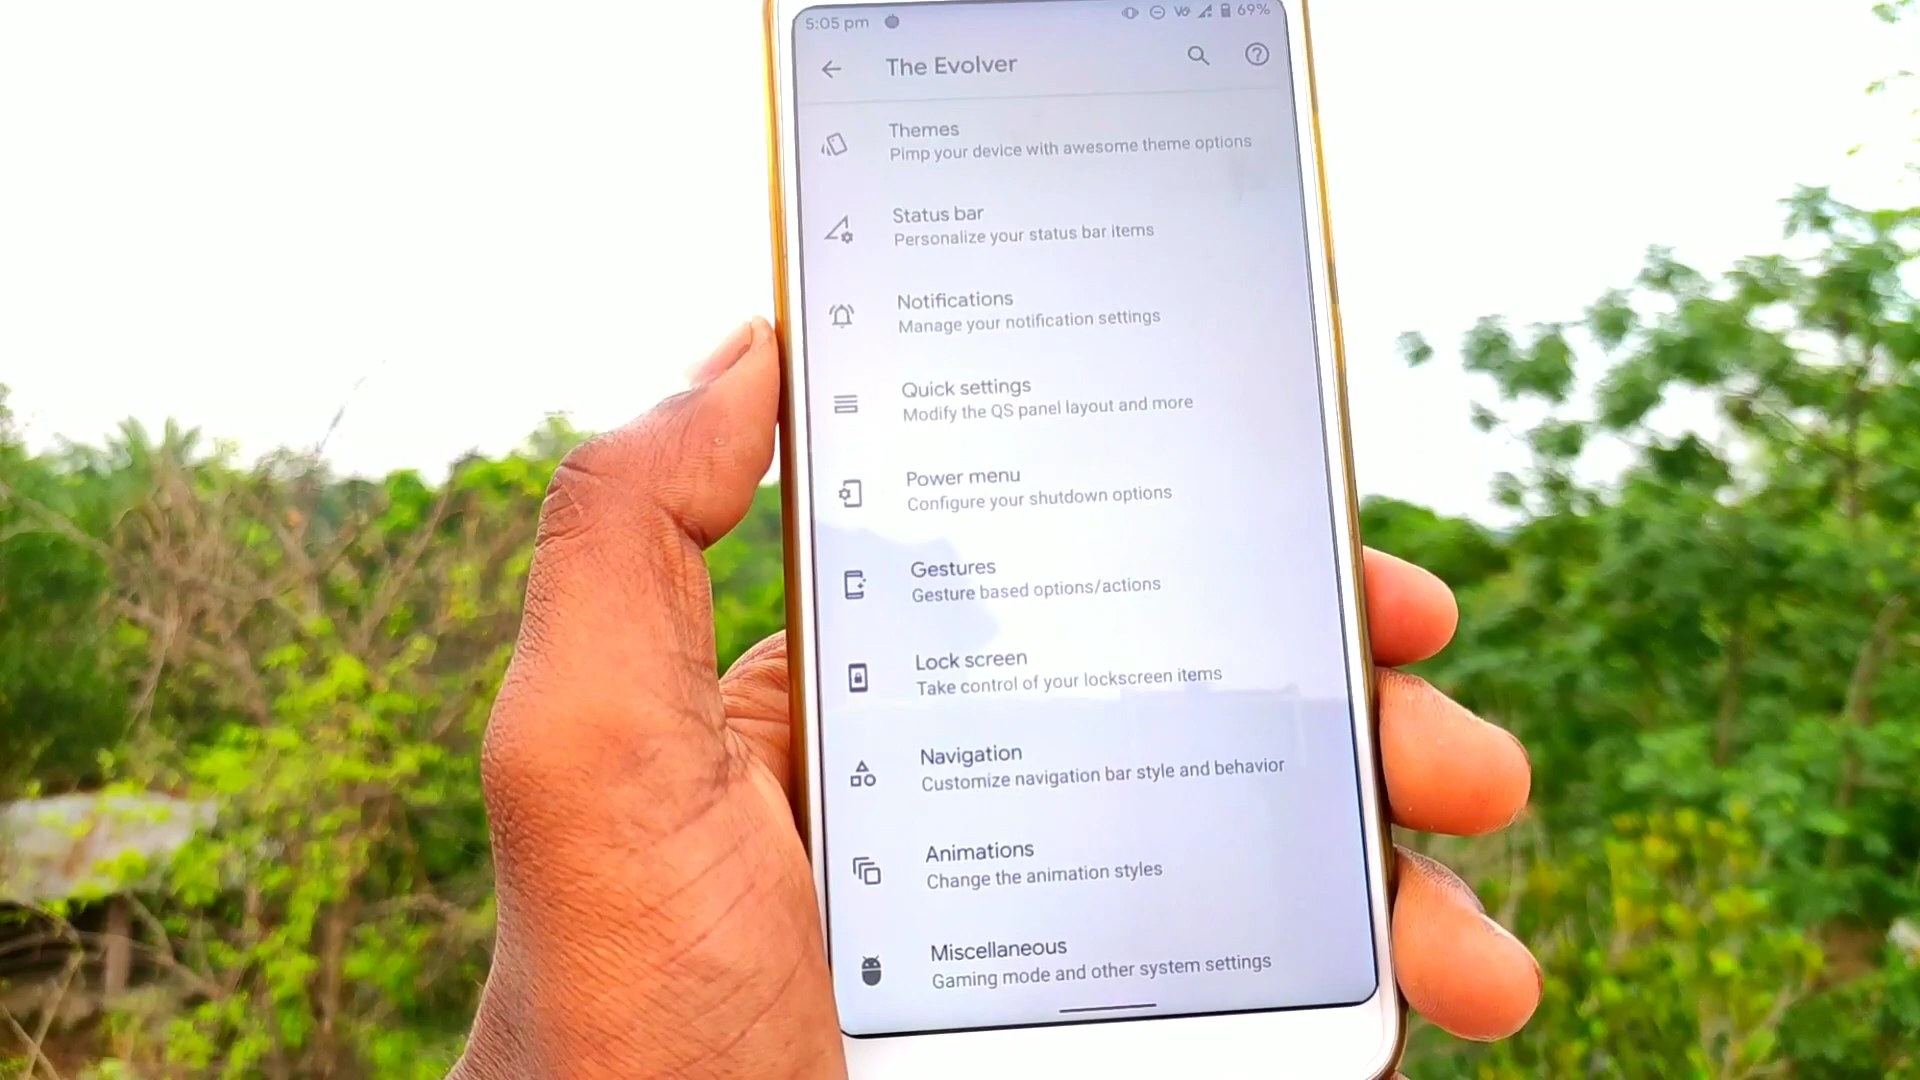 5:05 pm
69%
The Evolver
Themes
Pimp your device with awesome theme options
Status bar
Personalize your status bar items
Notifications
Manage your notification settings
Quick settings
Modify the QS panel layout and more
Power menu
Configure your shutdown options
Gestures
Gesture based options/actions
Lock screen
Take control of your lockscreen items
Navigation
Customize navigation bar style and behavior
Animations
Change the animation styles
Miscellaneous
Gaming mode and other system settings